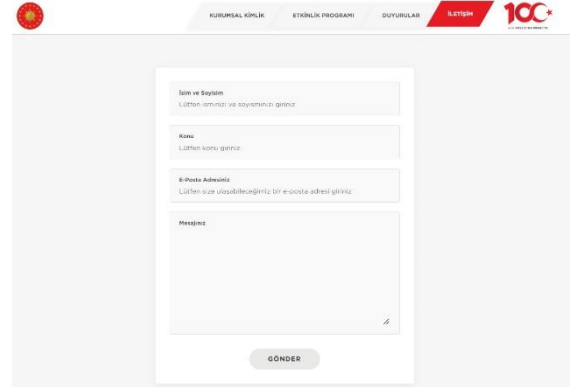 KURUMSAL KİMLİK
ETKİNLİK PROGRAMI
DUYURULAR
İLETİŞİM
100
İsim ve Soyisim
Lütfen isminizi ve soyisminizi giriniz
Konu
Lütfen konu giriniz
E-Posta Adresiniz
Lütfen size ulaşabileceğimiz bir e-posta adresi giriniz
Mesajınız
GÖNDER